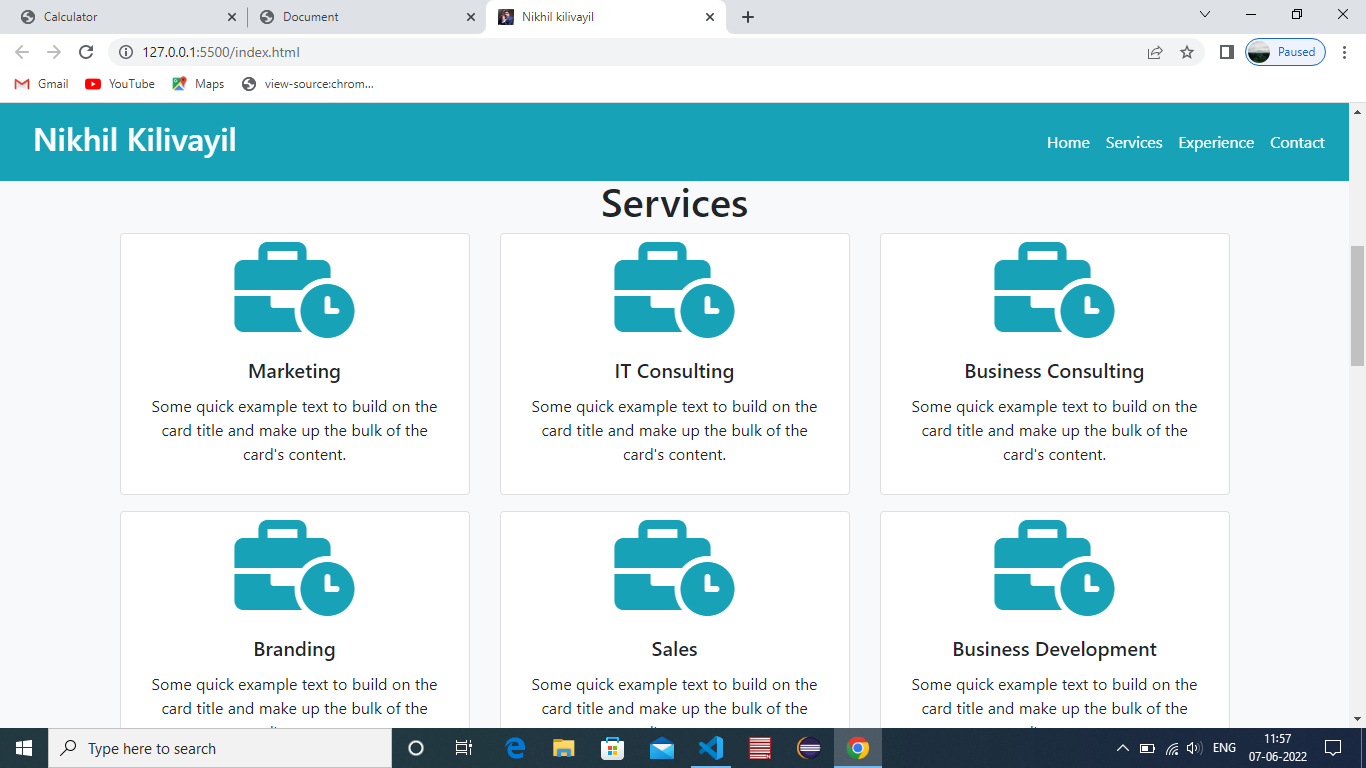 Calculator
Document
Nikhil kilivayil
127.0.0.1:5500/index.html
Paused
Gmail
YouTube
Maps
view-source:chrom...
Nikhil Kilivayil
Home Services Experience Contact
Services
Marketing
Some quick example text to build on the
card title and make up the bulk of the
card's content.
IT Consulting
Some quick example text to build on the
card title and make up the bulk of the
card's content.
Business Consulting
Some quick example text to build on the
card title and make up the bulk of the
card's content.
Branding
Some quick example text to build on the
card title and make up the bulk of the
Sales
Some quick example text to build on the
card title and make up the bulk of the
Business Development
Some quick example text to build on the
card title and make up the bulk of the
Type here to search
ENG
11:57
07-06-2022